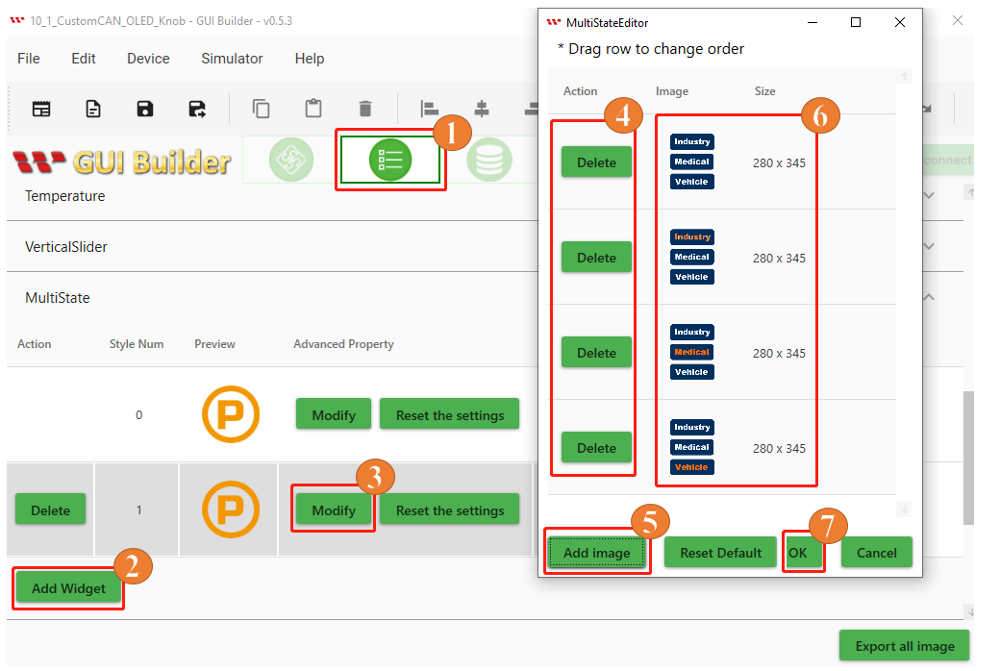 10_1_CustomCAN_OLED_Knob - GUI Builder - v0.5.3
File Edit Device Simulator Help
GUI Builder
1
onnect
Temperature
VerticalSlider
MultiState
Action Style Num Preview Advanced Property
0 P Modify Reset the settings
3
Delete 1 P Modify Reset the settings
2
Add Widget
Export all image
MultiStateEditor
* Drag row to change order
Action Image Size
4 6
Delete
Industry
Medical
Vehicle
280 x 345
Delete
Industry
Medical
Vehicle
280 x 345
Delete
Industry
Medical
Vehicle
280 x 345
Delete
Industry
Medical
Vehicle
280 x 345
5 7
Add image Reset Default OK Cancel